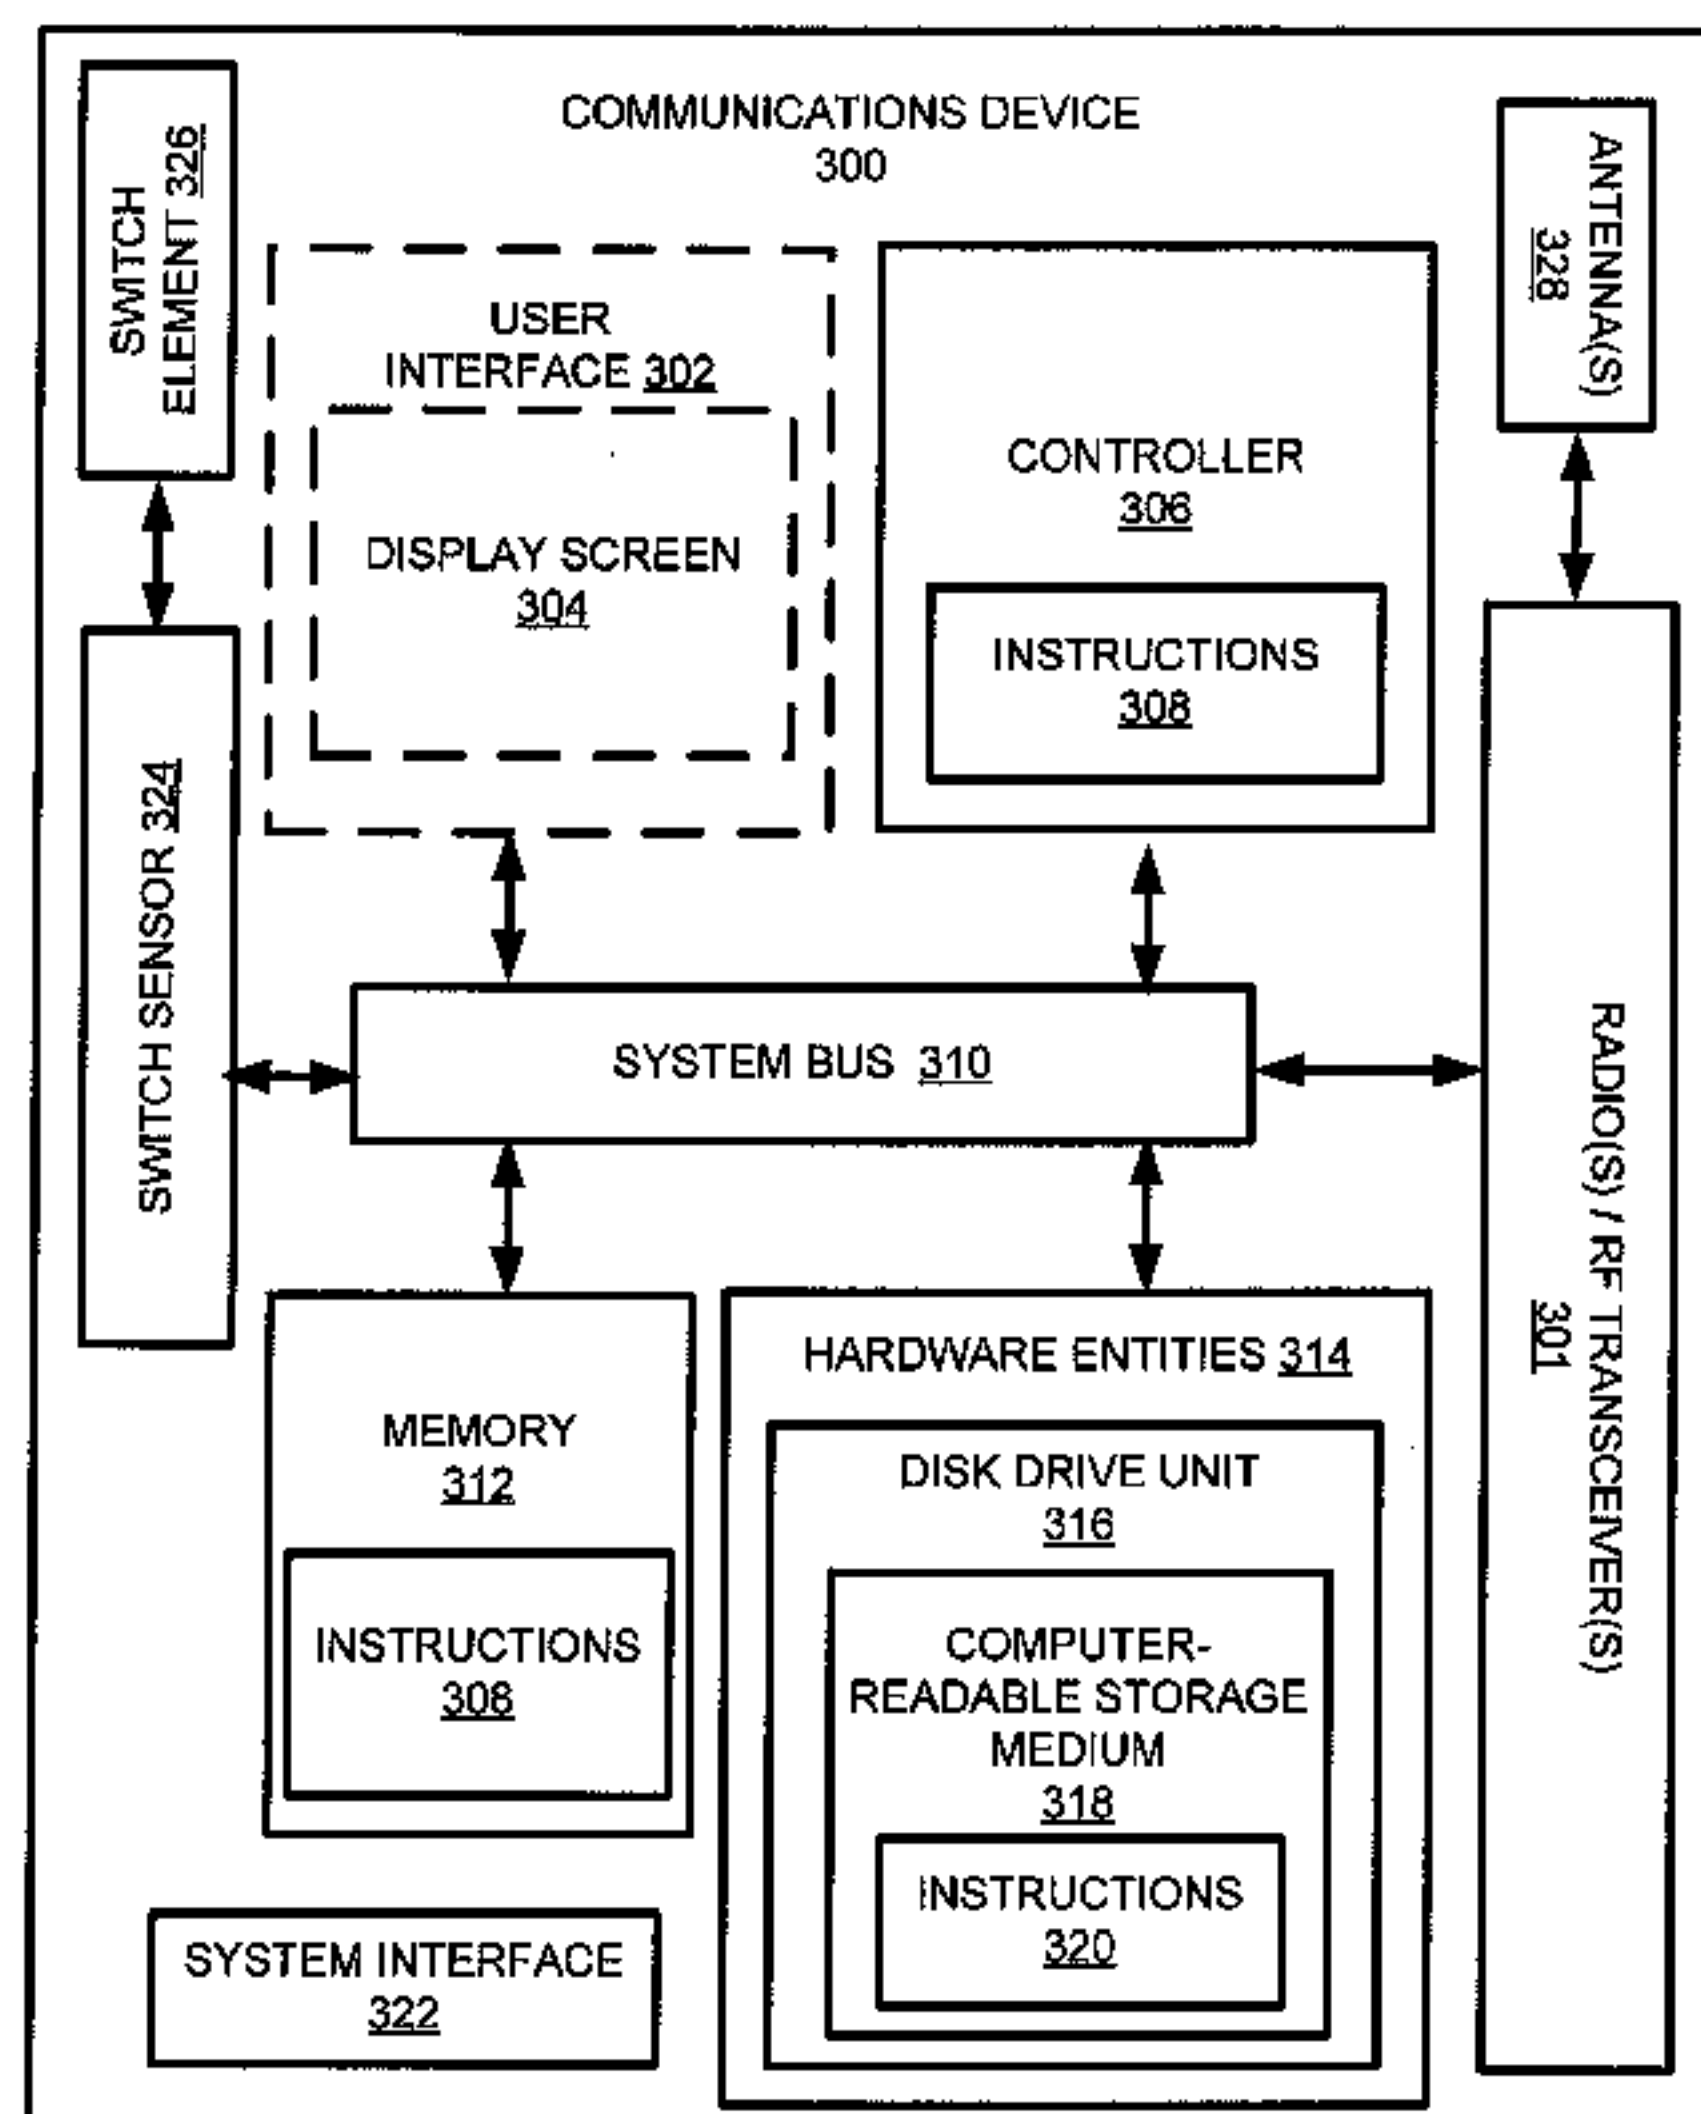 COMMUNICATIONS DEVICE
300
SWITCH
ELEMENT 326
USER
INTERFACE 302
DISPLAY SCREEN
304
CONTROLLER
306
INSTRUCTIONS
308
ANTENNA(S)
328
SWITCH SENSOR 324
SYSTEM BUS 310
RADIO(S) / RF TRANSCEIVER(S)
301
MEMORY
312
INSTRUCTIONS
308
HARDWARE ENTITIES 314
DISK DRIVE UNIT
316
COMPUTER-
READABLE STORAGE
MEDIUM
318
INSTRUCTIONS
320
SYSTEM INTERFACE
322